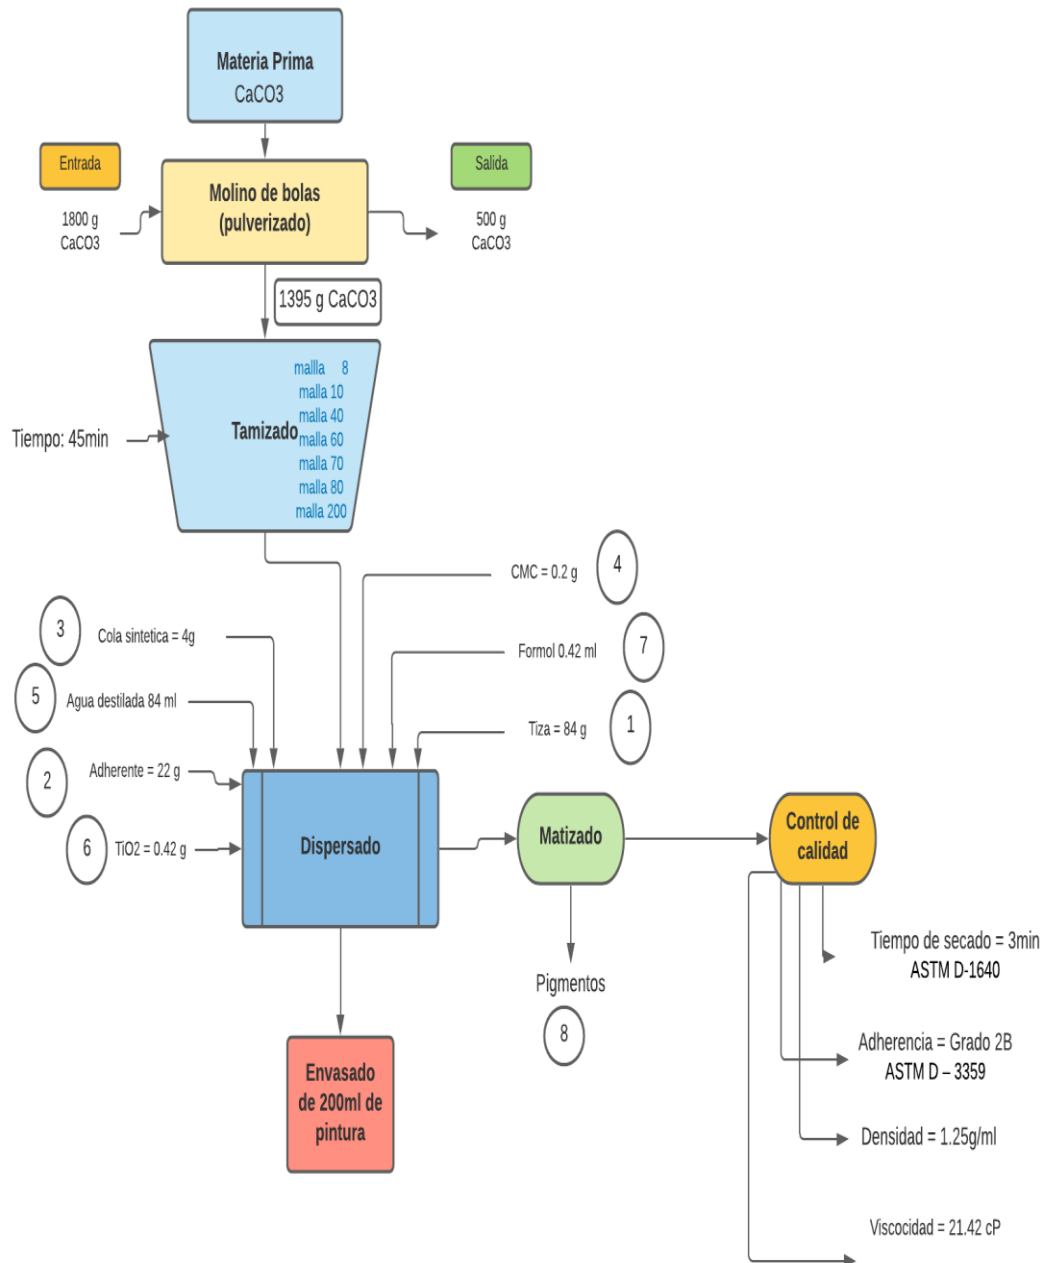 Materia Prima
CaCO3
Entrada
Salida
Molino de bolas
(pulverizado)
1800 g
CaCO3
500 g
CaCO3
1395 g CaCO3
mallla 8
malla 10
malla 40
Tamizado
malla 60
malla 70
malla 80
malla 200
Tiempo: 45min
CMC = 0.2 g
4
3
Cola sintetica = 4g
Formol 0.42 ml
7
5
Agua destilada 84 ml
Tiza = 84 g
1
2
Adherente = 22 g
6
TiO2 = 0.42 g
Dispersado
Matizado
Control de
calidad
Pigmentos
8
Tiempo de secado = 3min
ASTM D-1640
Adherencia = Grado 2B
ASTM D – 3359
Envasado
de 200ml de
pintura
Densidad = 1.25g/ml
Viscocidad = 21.42 cP